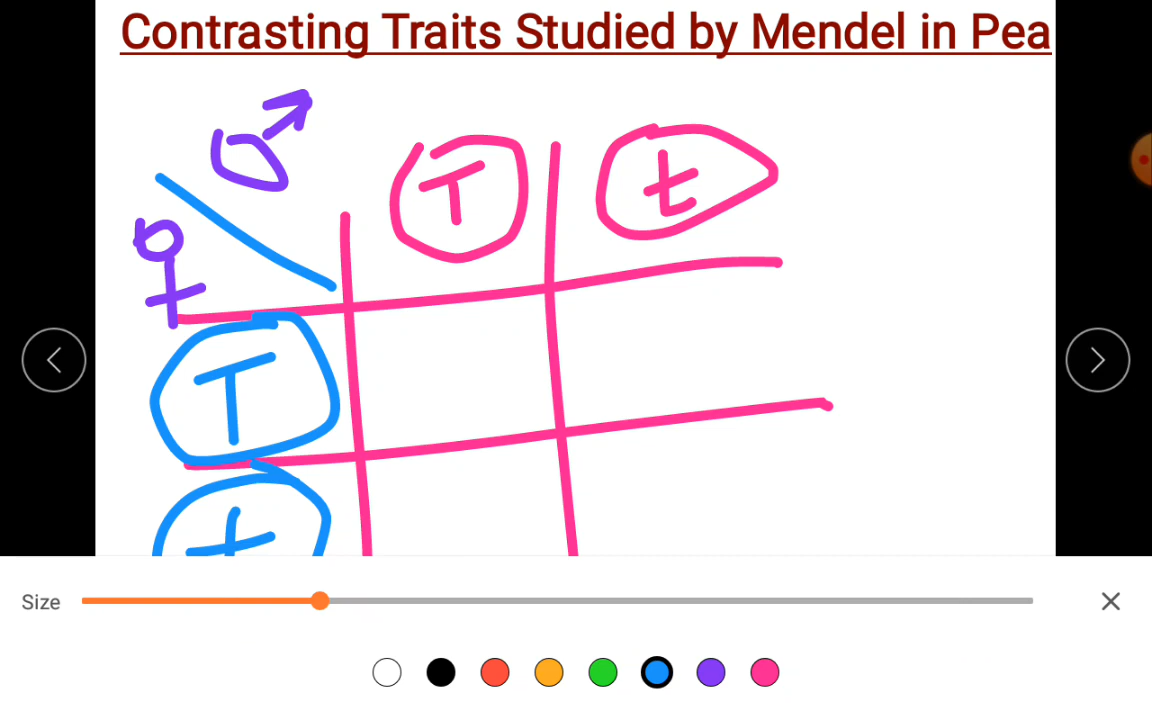 Contrasting Traits Studied by Mendel in Pea
♂
T t
♀
T
t
Size